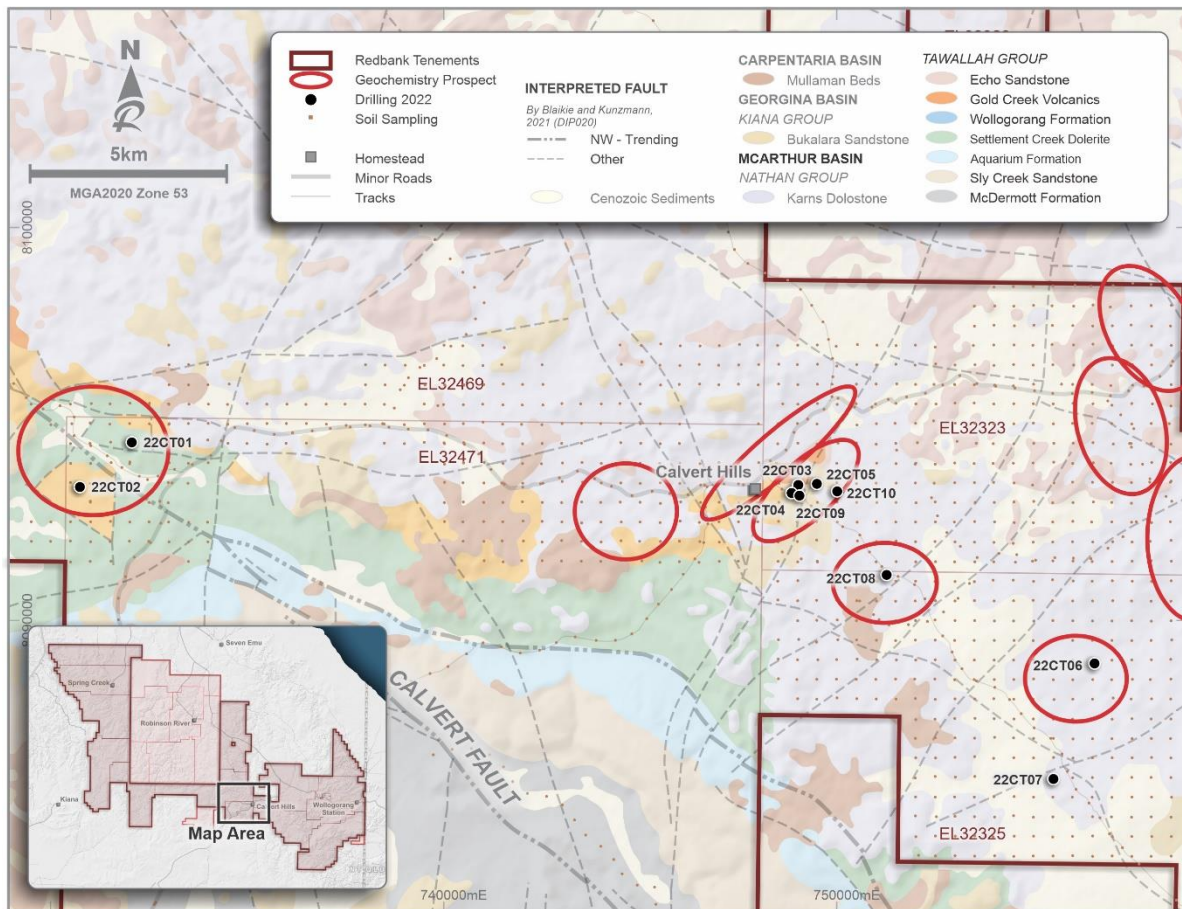 N
5km
MGA2020 Zone 53
Redbank Tenements
Geochemistry Prospect
Drilling 2022
Soil Sampling
Homestead
Minor Roads
Tracks
INTERPRETED FAULT
By Blaikie and Kunzmann,
2021 (DIP020)
NW - Trending
Other
Cenozoic Sediments
CARPENTARIA BASIN
Mullaman Beds
GEORGINA BASIN
KIANA GROUP
Bukalara Sandstone
MCARTHUR BASIN
NATHAN GROUP
Karns Dolostone
TAWALLAH GROUP
Echo Sandstone
Gold Creek Volcanics
Wollogorang Formation
Settlement Creek Dolerite
Aquarium Formation
Sly Creek Sandstone
McDermott Formation
8100000
EL32469
EL32323
22CT01
EL32471
Calvert Hills
22CT03
22CT05
22CT02
22CT10
22CT04
22CT09
22CT08
8090000
22CT06
CALVERT FAULT
22CT07
EL32325
Seven Emu
Spring Creek
Robinson River
Kiana
Calvert Hills
Wollogorang
Station
Map Area
740000mE
750000mE